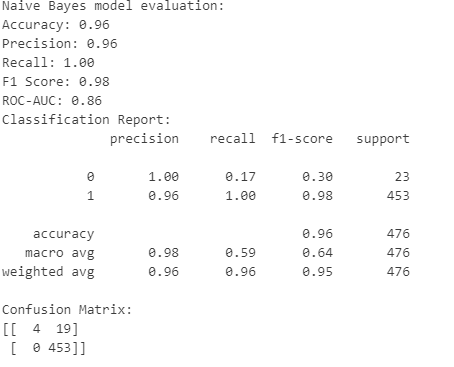 Naive Bayes model evaluation:
Accuracy: 0.96
Precision: 0.96
Recall: 1.00
F1 Score: 0.98
ROC-AUC: 0.86
Classification Report:
precision recall f1-score support
0 1.00 0.17 0.30 23
1 0.96 1.00 0.98 453
accuracy 0.96 476
macro avg 0.98 0.59 0.64 476
weighted avg 0.96 0.96 0.95 476
Confusion Matrix:
[[ 4 19]
[ 0 453]]